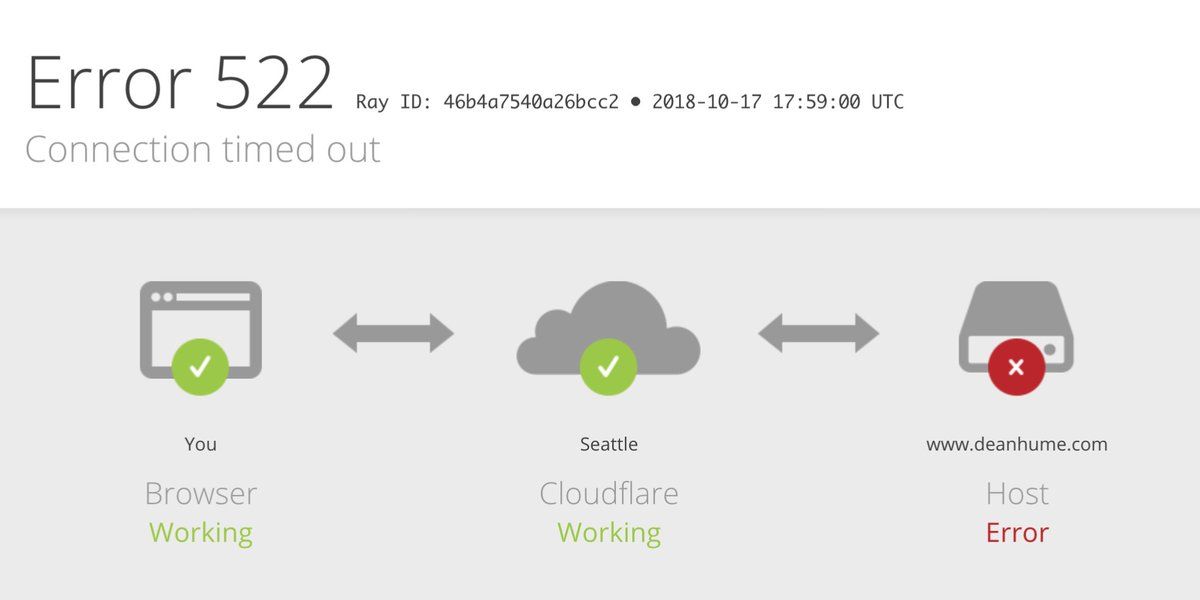 Error 522 Ray ID: 46b4a7540a26bcc2 • 2018-10-17 17:59:00 UTC
Connection timed out
You
Browser
Working
Seattle
Cloudflare
Working
www.deanhume.com
Host
Error